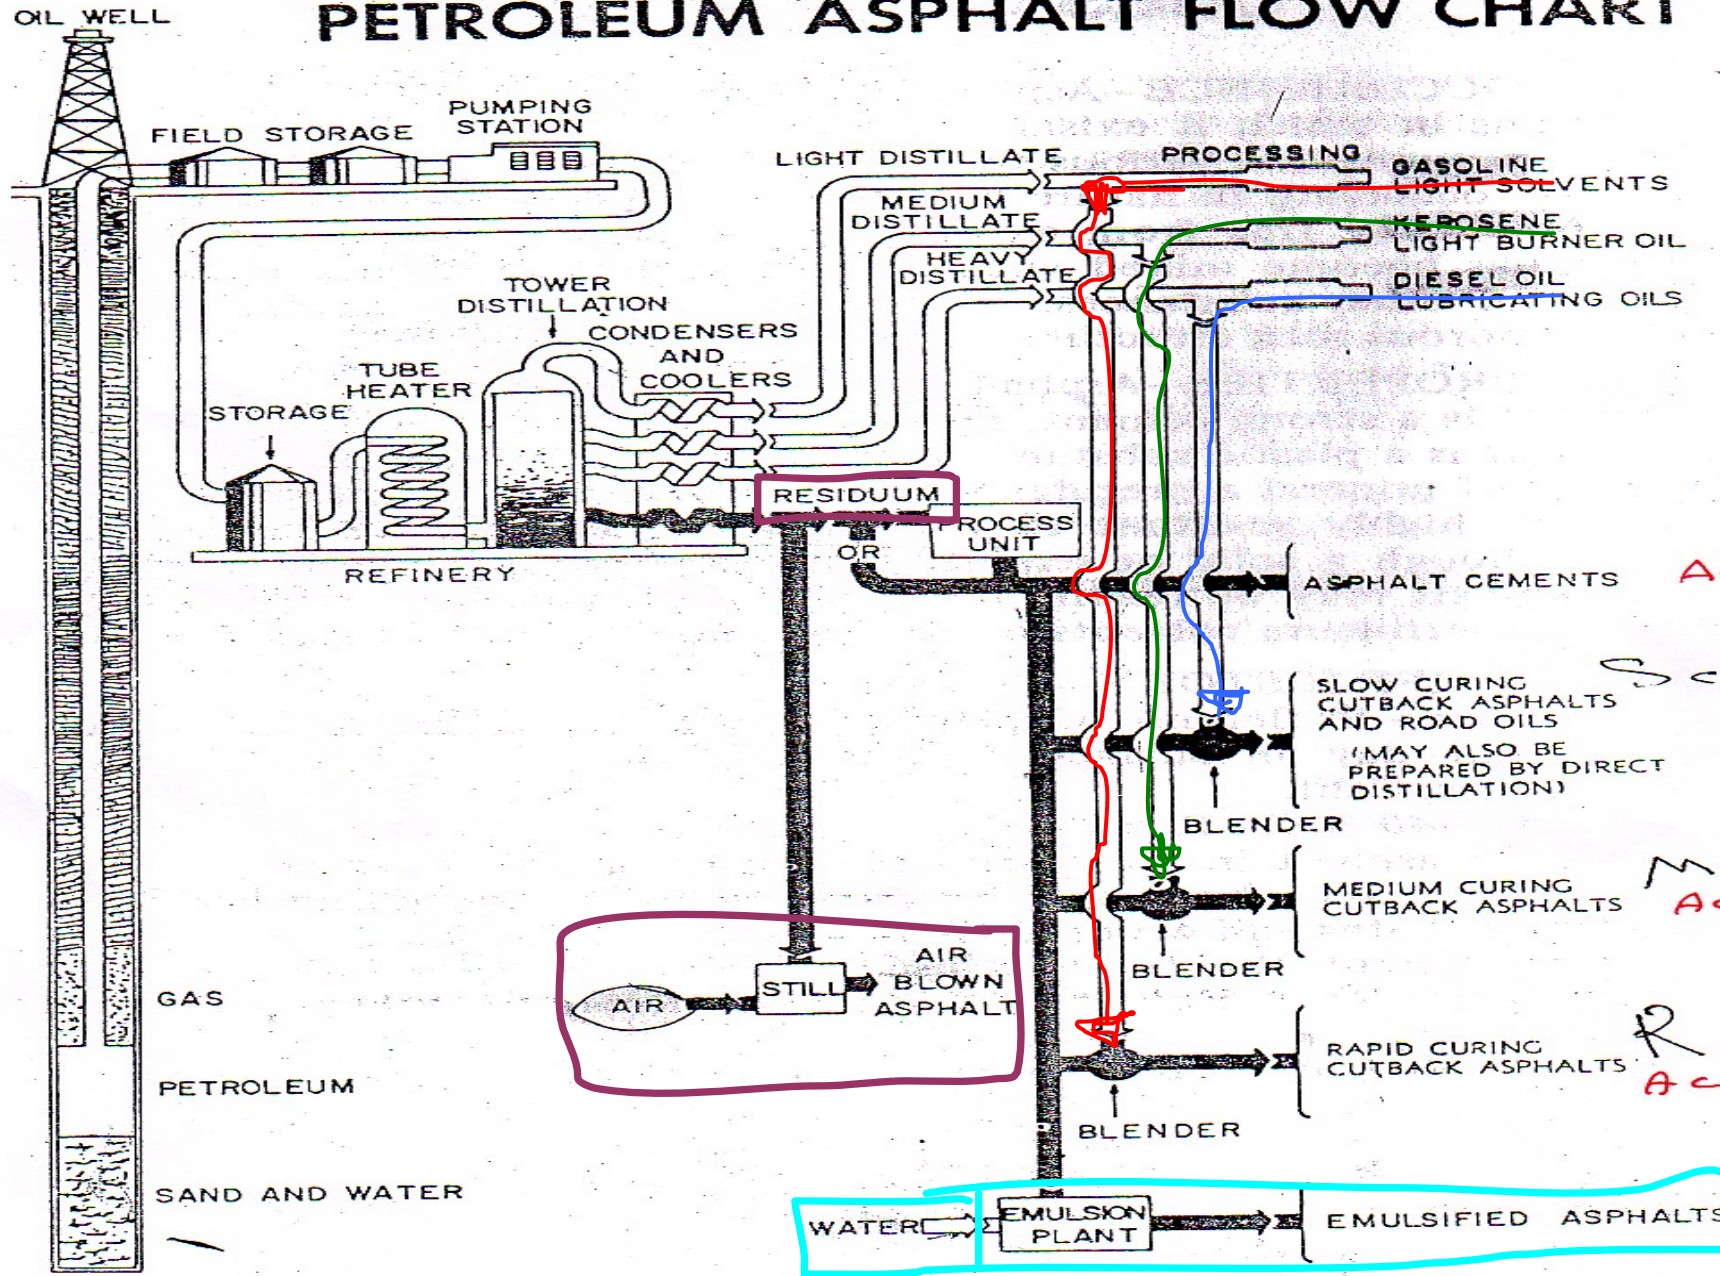 PETROLEUM ASPHALT FLOW CHART
OIL WELL
FIELD STORAGE
PUMPING
STATION
LIGHT DISTILLATE
PROCESSING
GASOLINE
LIGHT SOLVENTS
MEDIUM
DISTILLATE
KEROSENE
LIGHT BURNER OIL
HEAVY
DISTILLATE
DIESEL OIL
LUBRICATING OILS
TOWER
DISTILLATION
CONDENSERS
AND
COOLERS
TUBE
HEATER
STORAGE
RESIDUUM
PROCESS
UNIT
OR
REFINERY
ASPHALT CEMENTS
A
SLOW CURING
CUTBACK ASPHALTS
AND ROAD OILS
(MAY ALSO BE
PREPARED BY DIRECT
DISTILLATION)
SC
BLENDER
MEDIUM CURING
CUTBACK ASPHALTS
M
AC
BLENDER
AIR
STILL
AIR
BLOWN
ASPHALT
GAS
RAPID CURING
CUTBACK ASPHALTS
R
AC
PETROLEUM
BLENDER
SAND AND WATER
WATER
EMULSION
PLANT
EMULSIFIED ASPHALTS